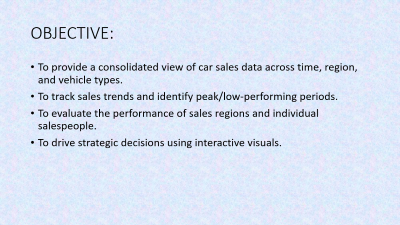 OBJECTIVE:
• To provide a consolidated view of car sales data across time, region,
and vehicle types.
• To track sales trends and identify peak/low-performing periods.
• To evaluate the performance of sales regions and individual
salespeople.
• To drive strategic decisions using interactive visuals.